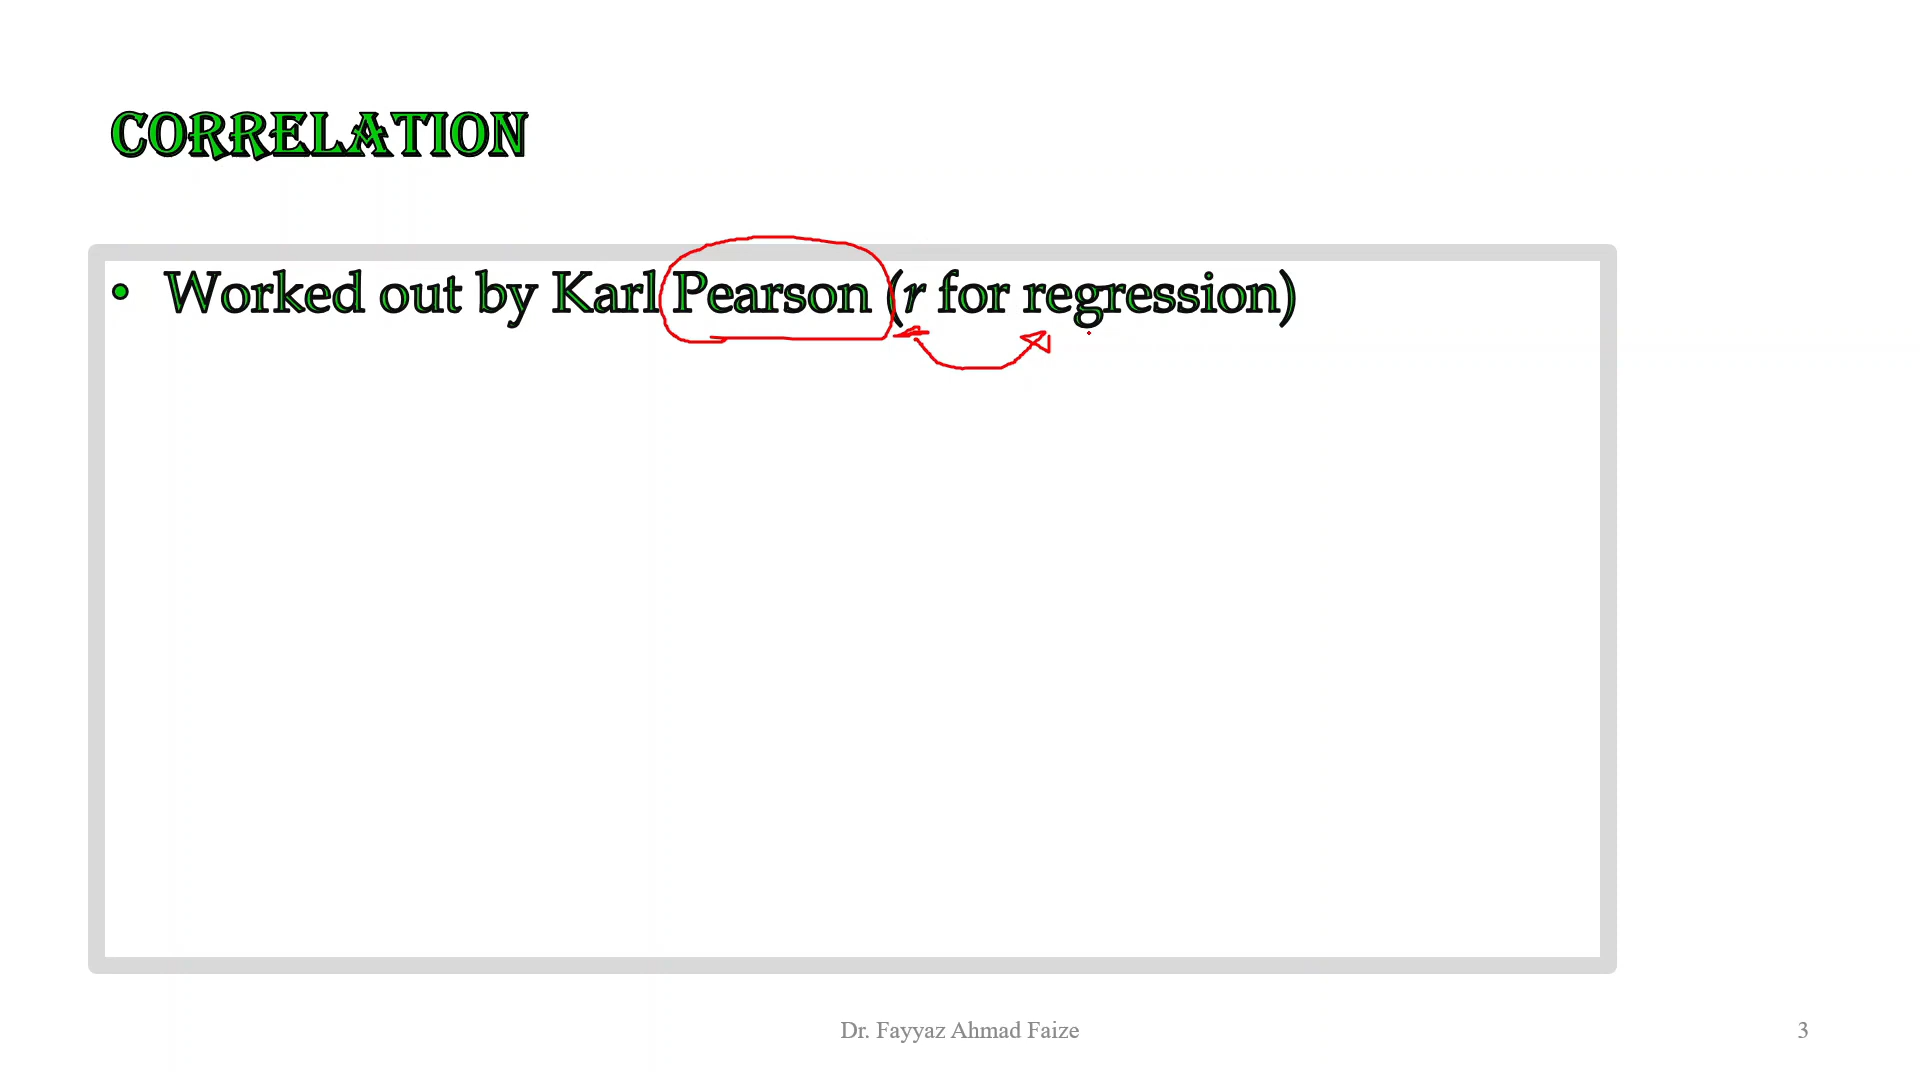 CORRELATION
• Worked out by Karl Pearson (r for regression)
Dr. Fayyaz Ahmad Faize
3